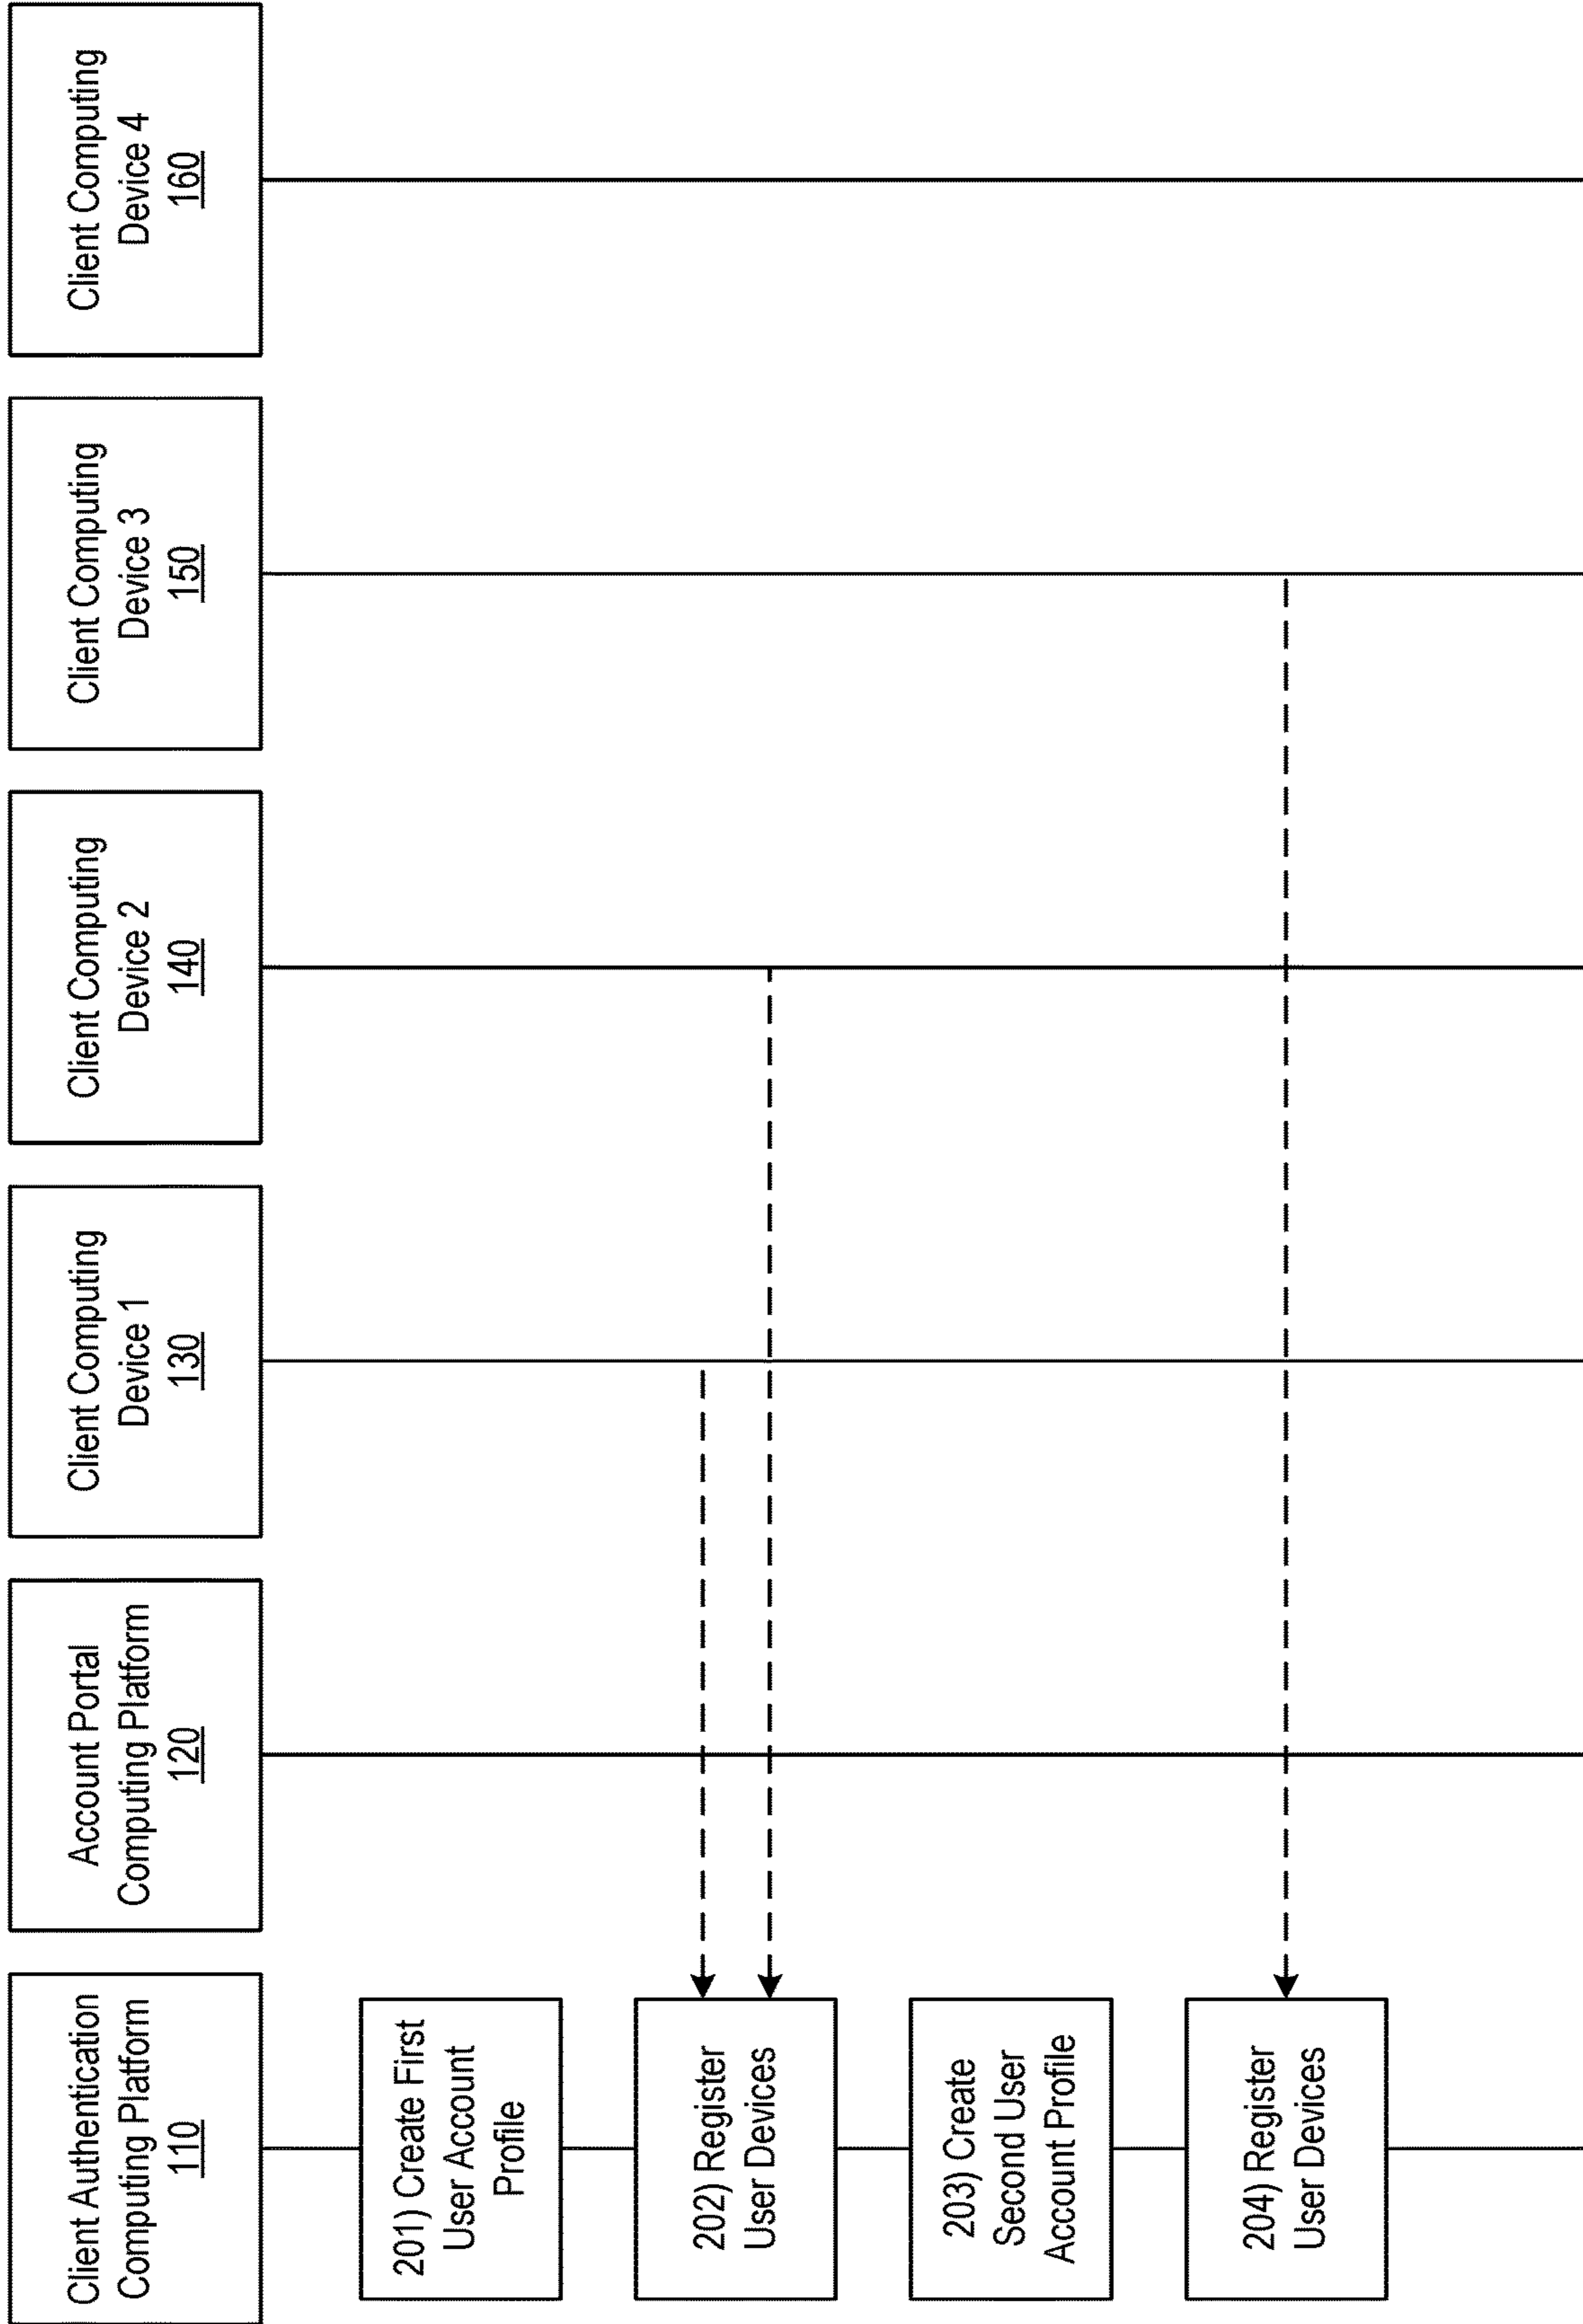 Client Authentication
Computing Platform
110
Account Portal
Computing Platform
120
Client Computing
Device 1
130
Client Computing
Device 2
140
Client Computing
Device 3
150
Client Computing
Device 4
160
201) Create First
User Account
Profile
202) Register
User Devices
203) Create
Second User
Account Profile
204) Register
User Devices